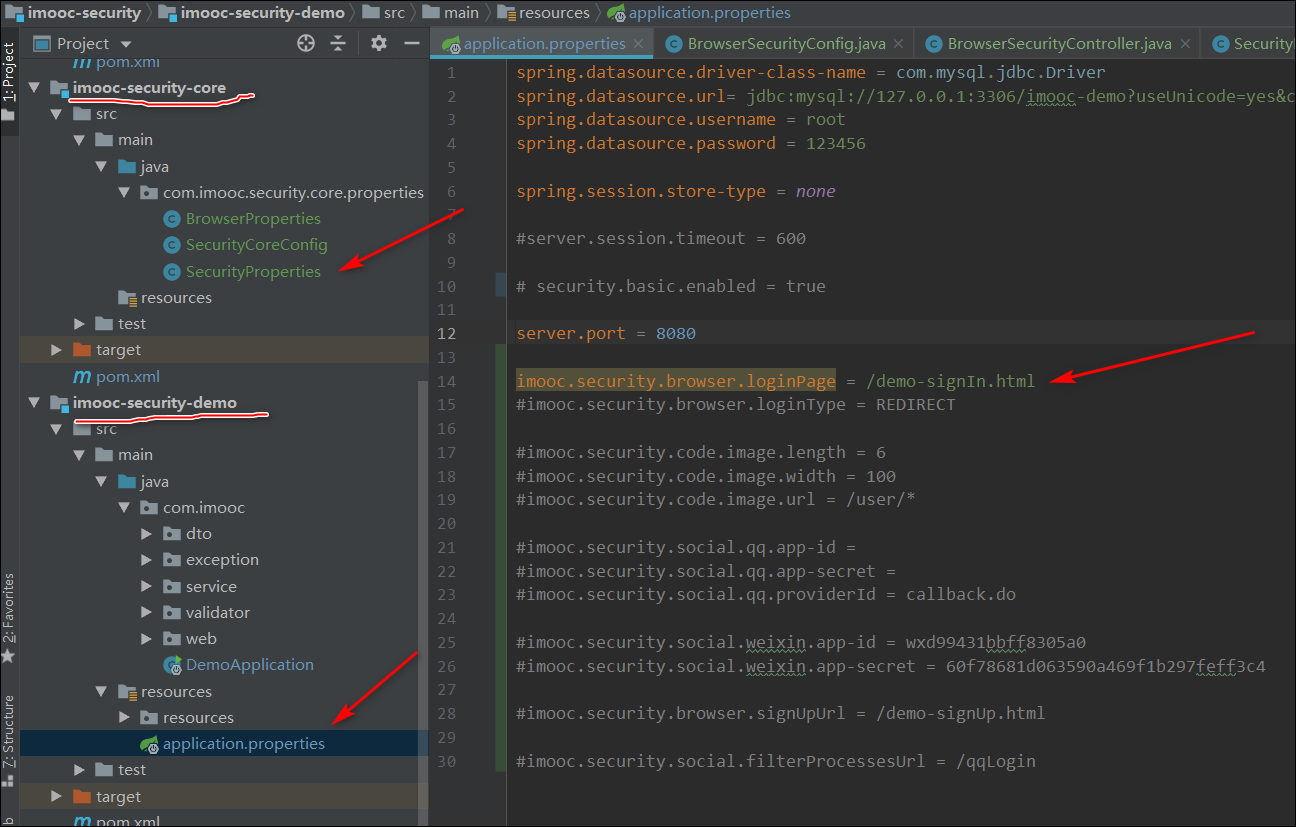 imooc-security imooc-security-demo src main resources application.properties
Project
application.properties BrowserSecurityConfig.java BrowserSecurityController.java Security
1: Project
2: Favorites
7: Structure
pom.xml
imooc-security-core
src
main
java
com.imooc.security.core.properties
BrowserProperties
SecurityCoreConfig
SecurityProperties
resources
test
target
pom.xml
imooc-security-demo
src
main
java
com.imooc
dto
exception
service
validator
web
DemoApplication
resources
resources
application.properties
test
target
pom.xml
1 spring.datasource.driver-class-name = com.mysql.jdbc.Driver
2 spring.datasource.url= jdbc:mysql://127.0.0.1:3306/imooc-demo?useUnicode=yes&c
3 spring.datasource.username = root
4 spring.datasource.password = 123456
5
6 spring.session.store-type = none
7
8 #server.session.timeout = 600
9
10 # security.basic.enabled = true
11
12 server.port = 8080
13
14 imooc.security.browser.loginPage = /demo-signIn.html
15 #imooc.security.browser.loginType = REDIRECT
16
17 #imooc.security.code.image.length = 6
18 #imooc.security.code.image.width = 100
19 #imooc.security.code.image.url = /user/*
20
21 #imooc.security.social.qq.app-id =
22 #imooc.security.social.qq.app-secret =
23 #imooc.security.social.qq.providerId = callback.do
24
25 #imooc.security.social.weixin.app-id = wxd99431bbff8305a0
26 #imooc.security.social.weixin.app-secret = 60f78681d063590a469f1b297feff3c4
27
28 #imooc.security.browser.signUpUrl = /demo-signUp.html
29
30 #imooc.security.social.filterProcessesUrl = /qqLogin